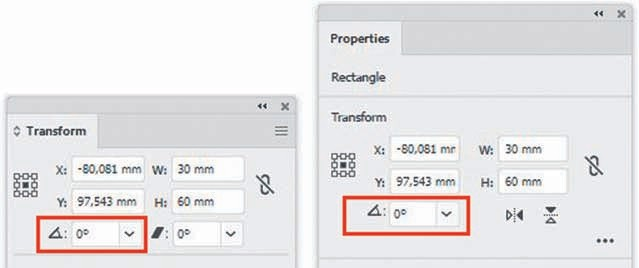 Transform
X: -80,081 mm W: 30 mm
Y: 97,543 mm H: 60 mm
: 0° : 0°
Properties
Rectangle
Transform
X: -80,081 mr W: 30 mm
Y: 97,543 mm H: 60 mm
: 0°